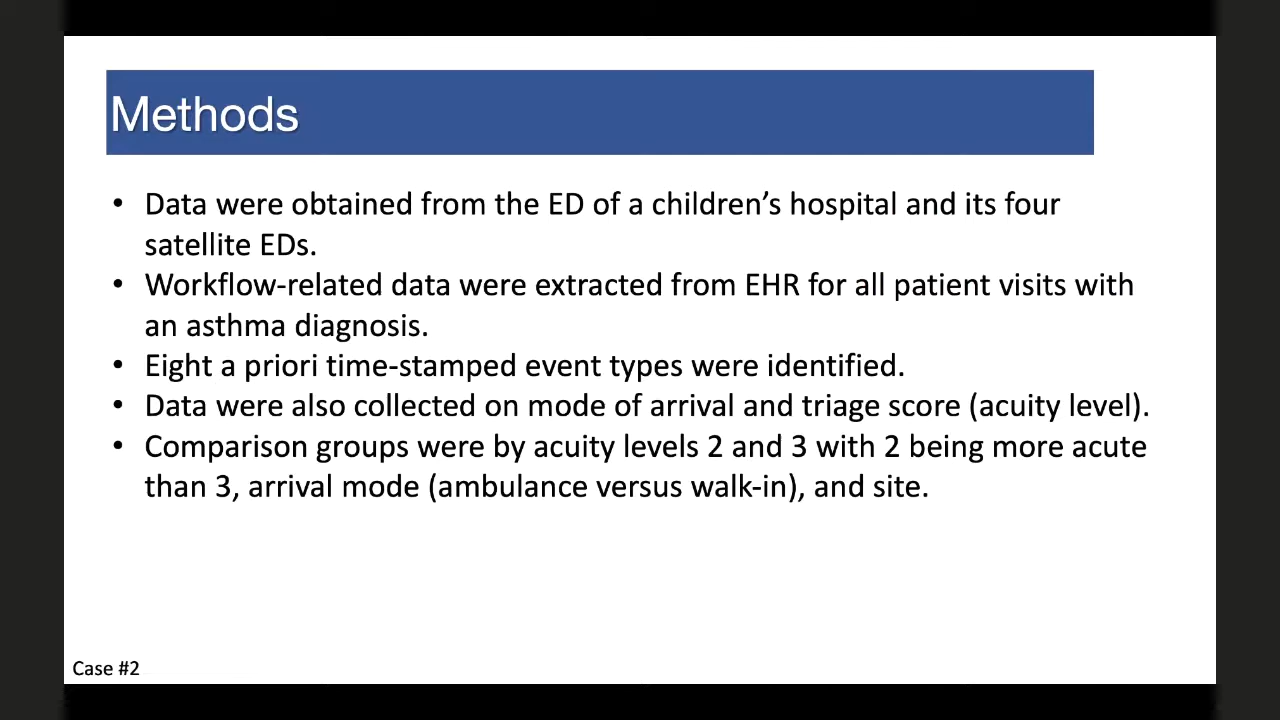 Methods
• Data were obtained from the ED of a children’s hospital and its four
satellite EDs.
• Workflow-related data were extracted from EHR for all patient visits with
an asthma diagnosis.
• Eight a priori time-stamped event types were identified.
• Data were also collected on mode of arrival and triage score (acuity level).
• Comparison groups were by acuity levels 2 and 3 with 2 being more acute
than 3, arrival mode (ambulance versus walk-in), and site.
Case #2